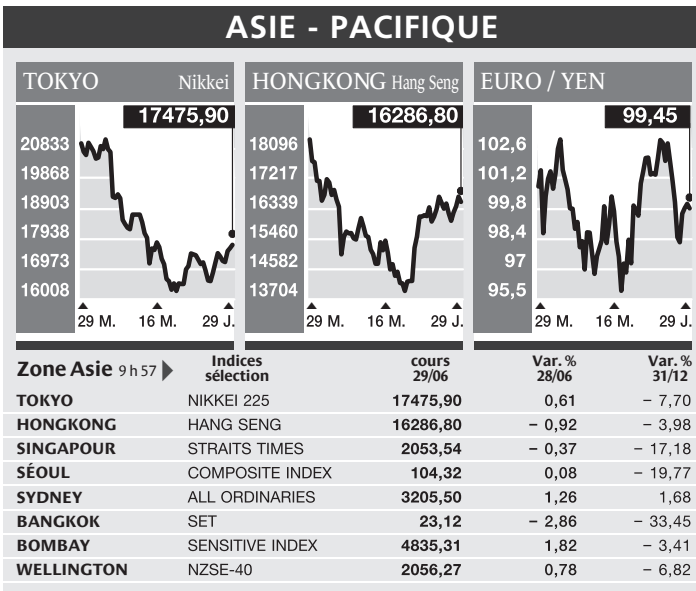 ASIE - PACIFIQUE
TOKYO Nikkei
17475,90
20833
19868
18903
17938
16973
16008
29 M. 16 M. 29 J.
HONGKONG Hang Seng
16286,80
18096
17217
16339
15460
14582
13704
29 M. 16 M. 29 J.
EURO / YEN
99,45
102,6
101,2
99,8
98,4
97
95,5
29 M. 16 M. 29 J.
Zone Asie 9 h 57 Indices sélection cours 29/06 Var. % 28/06 Var. % 31/12
TOKYO NIKKEI 225 17475,90 0,61 – 7,70
HONGKONG HANG SENG 16286,80 – 0,92 – 3,98
SINGAPOUR STRAITS TIMES 2053,54 – 0,37 – 17,18
SÉOUL COMPOSITE INDEX 104,32 0,08 – 19,77
SYDNEY ALL ORDINARIES 3205,50 1,26 1,68
BANGKOK SET 23,12 – 2,86 – 33,45
BOMBAY SENSITIVE INDEX 4835,31 1,82 – 3,41
WELLINGTON NZSE-40 2056,27 0,78 – 6,82